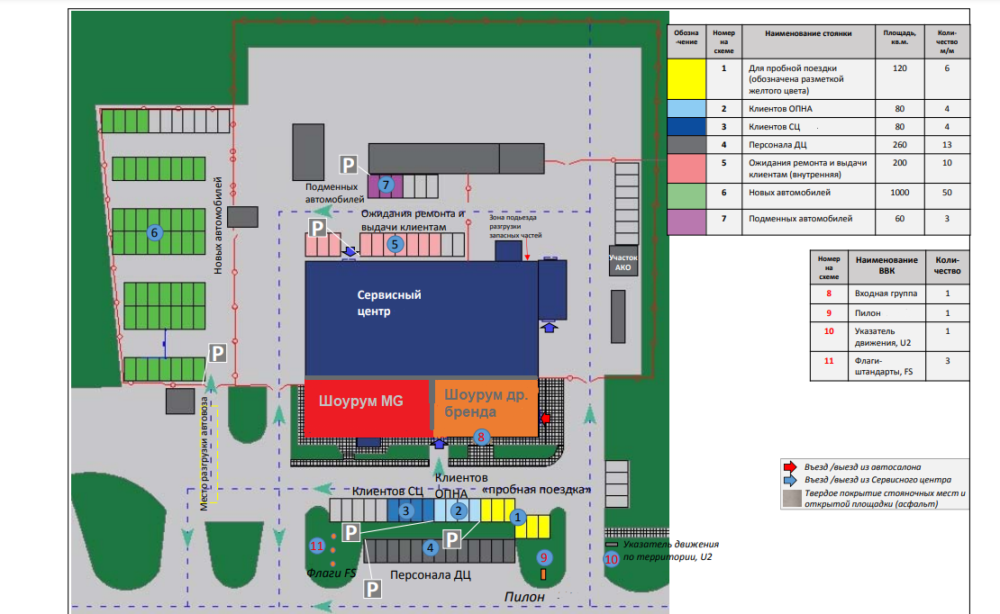 Обозна
-чение
Номер
на
схеме
Наименование стоянки
Площадь,
кв.м.
Коли-
чество
м/м
1
Для пробной поездки
(обозначена разметкой
желтого цвета)
120
6
2
Клиентов ОПНА
80
4
3
Клиентов СЦ
80
4
4
Персонала ДЦ
260
13
5
Ожидания ремонта и выдачи
клиентам (внутренняя)
200
10
6
Новых автомобилей
1000
50
7
Подменных автомобилей
60
3
Номер
на
схеме
Наименование
ВВК
Коли-
чество
8
Входная группа
1
9
Пилон
1
10
Указатель
движения, U2
1
11
Флаги-
штандарты, FS
3
Въезд /выезд из автосалона
Въезд /выезд из Сервисного центра
Твердое покрытие стояночных мест и
открытой площадки (асфальт)
P
7
Подменных
автомобилей
P
Ожидания ремонта и
выдачи клиентам
5
Зона подьезда
разгрузки
запасных частей
Участок
АКО
6
Новых автомобилей
P
Сервисный
центр
Шоурум MG
Шоурум др.
бренда
8
Место разгрузки автовоза
Клиентов СЦ
Клиентов
ОПНА
«пробная поездка»
3
2
1
P
P
4
11
Флаги FS
Персонала ДЦ
P
9
Пилон
10
Указатель движения
по территории, U2